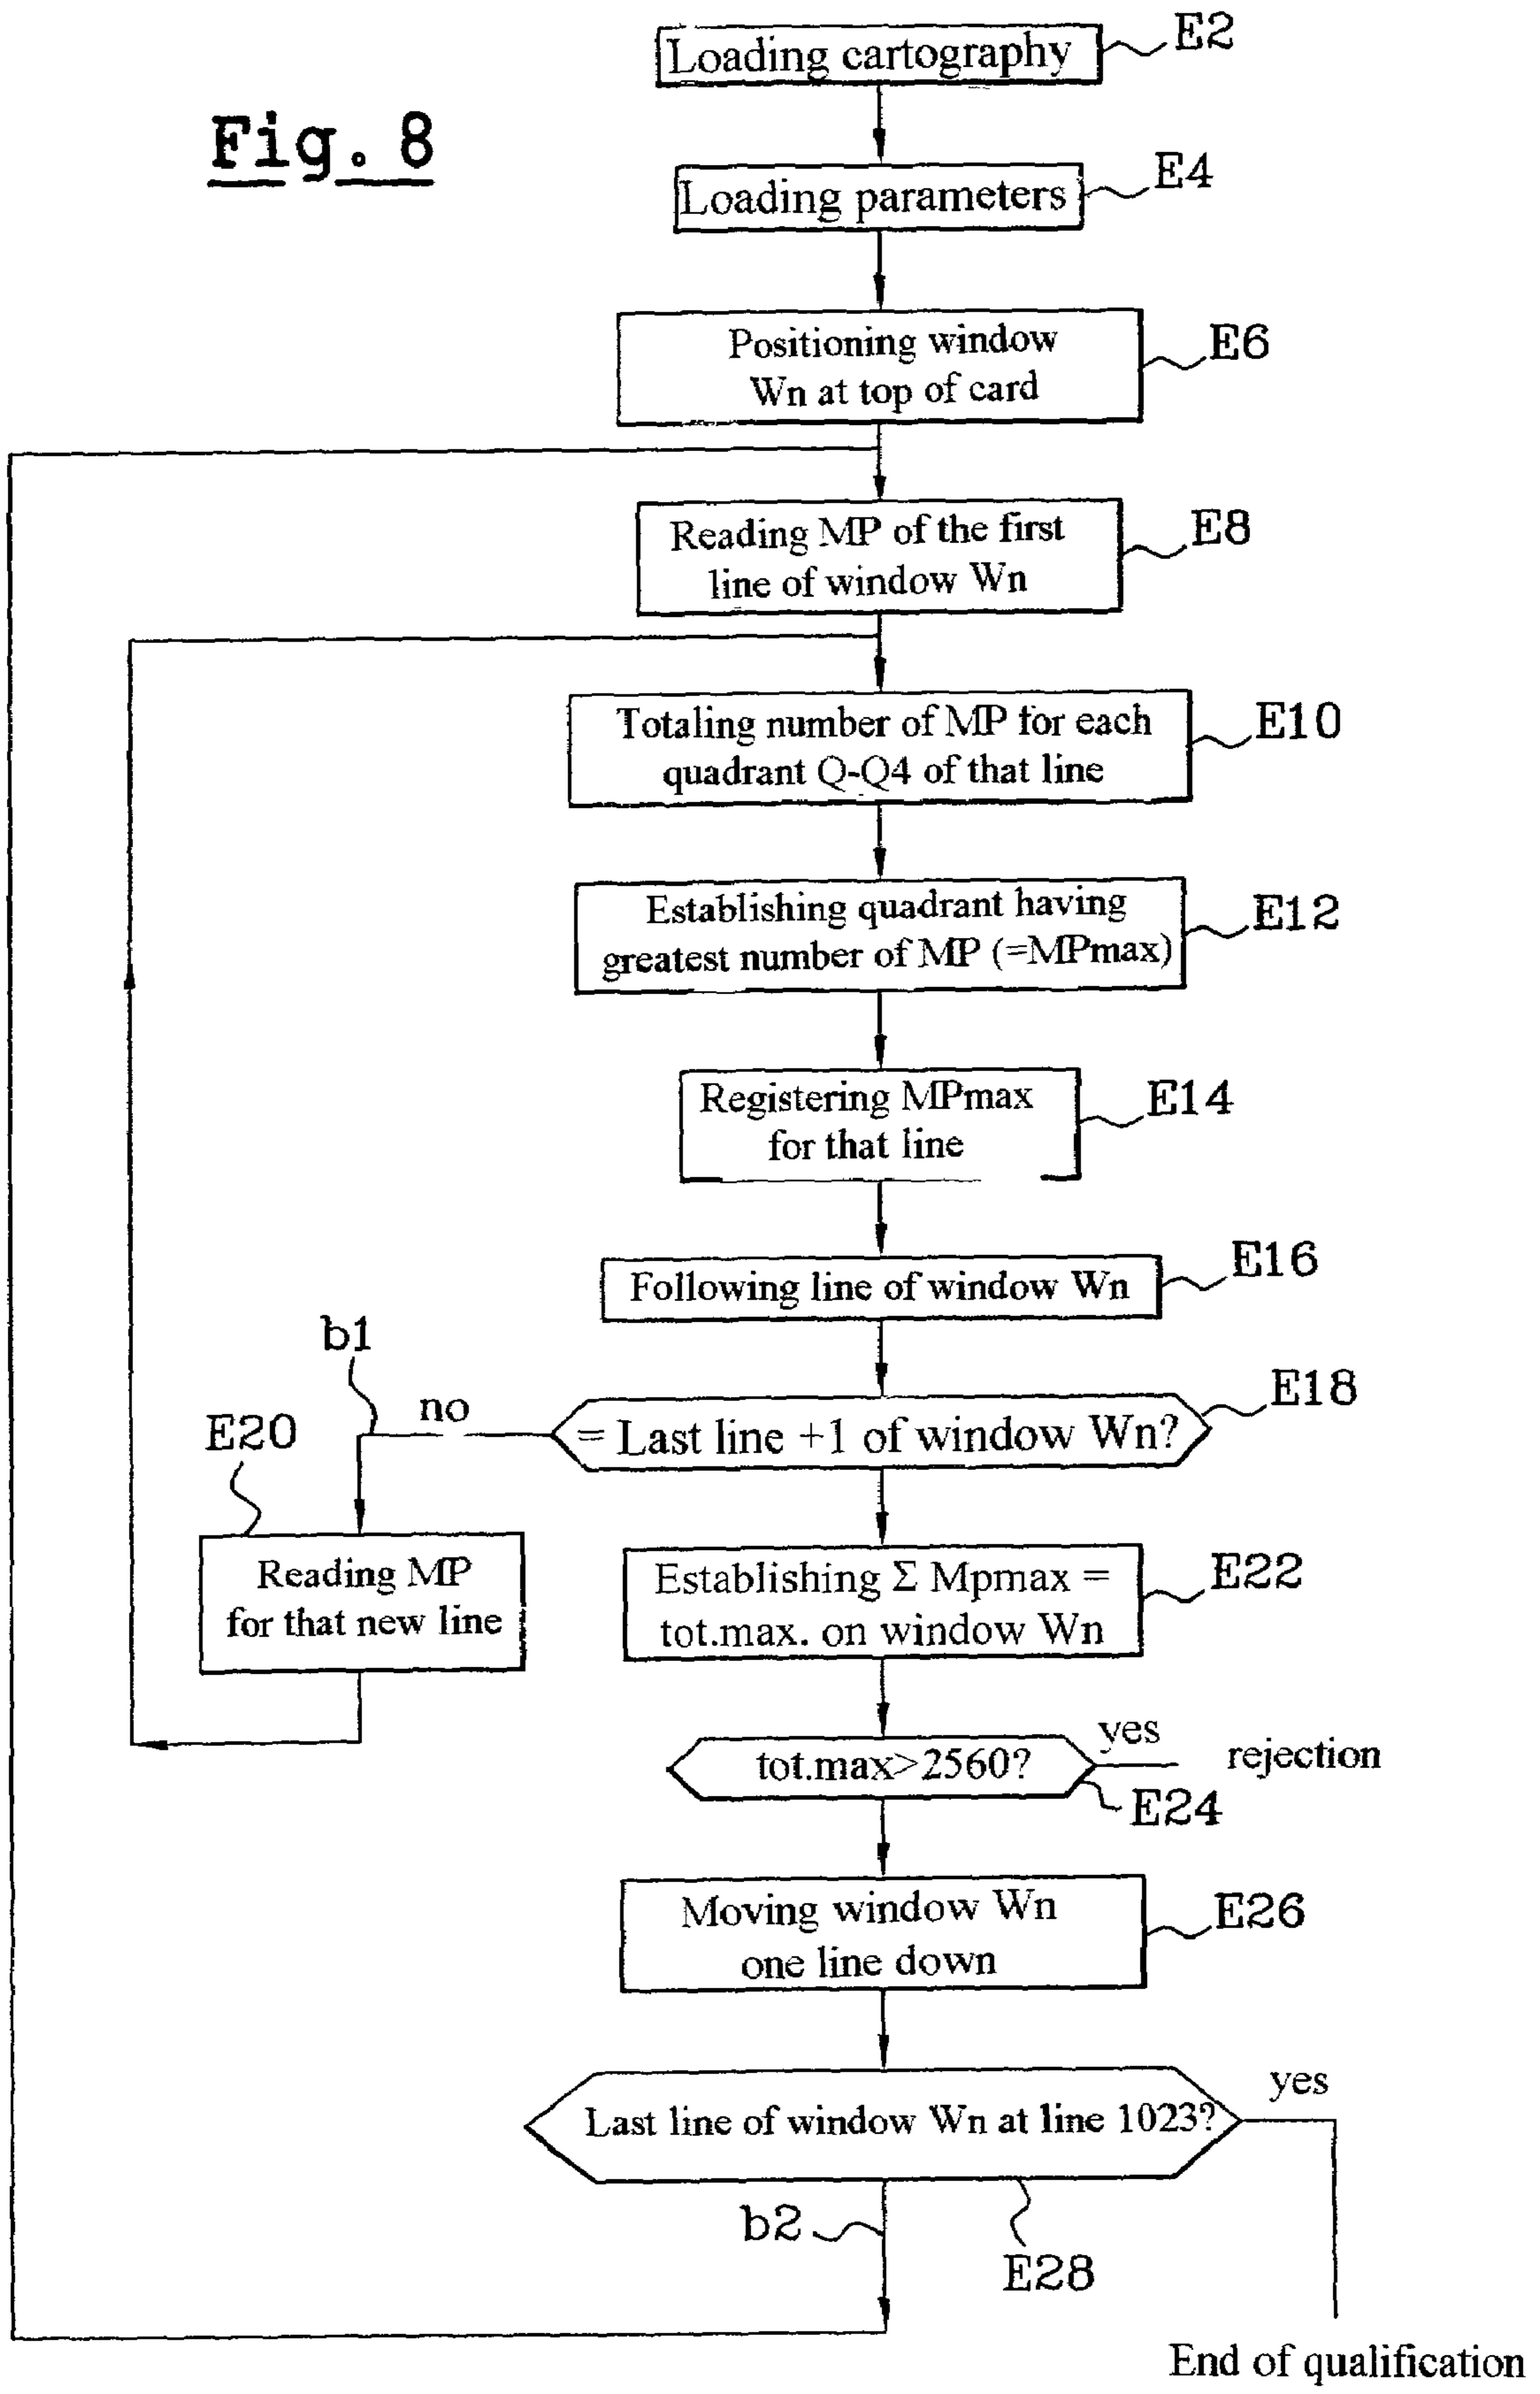 Fig. 8
Loading cartography
E2
Loading parameters
E4
Positioning window
Wn at top of card
E6
Reading MP of the first
line of window Wn
E8
Totaling number of MP for each
quadrant Q-Q4 of that line
E10
Establishing quadrant having
greatest number of MP (=MPmax)
E12
Registering MPmax
for that line
E14
Following line of window Wn
E16
b1
no
= Last line +1 of window Wn?
E18
E20
Reading MP
for that new line
Establishing Σ Mpmax =
tot.max. on window Wn
E22
tot.max>2560?
yes
rejection
E24
Moving window Wn
one line down
E26
Last line of window Wn at line 1023?
yes
b2
E28
End of qualification